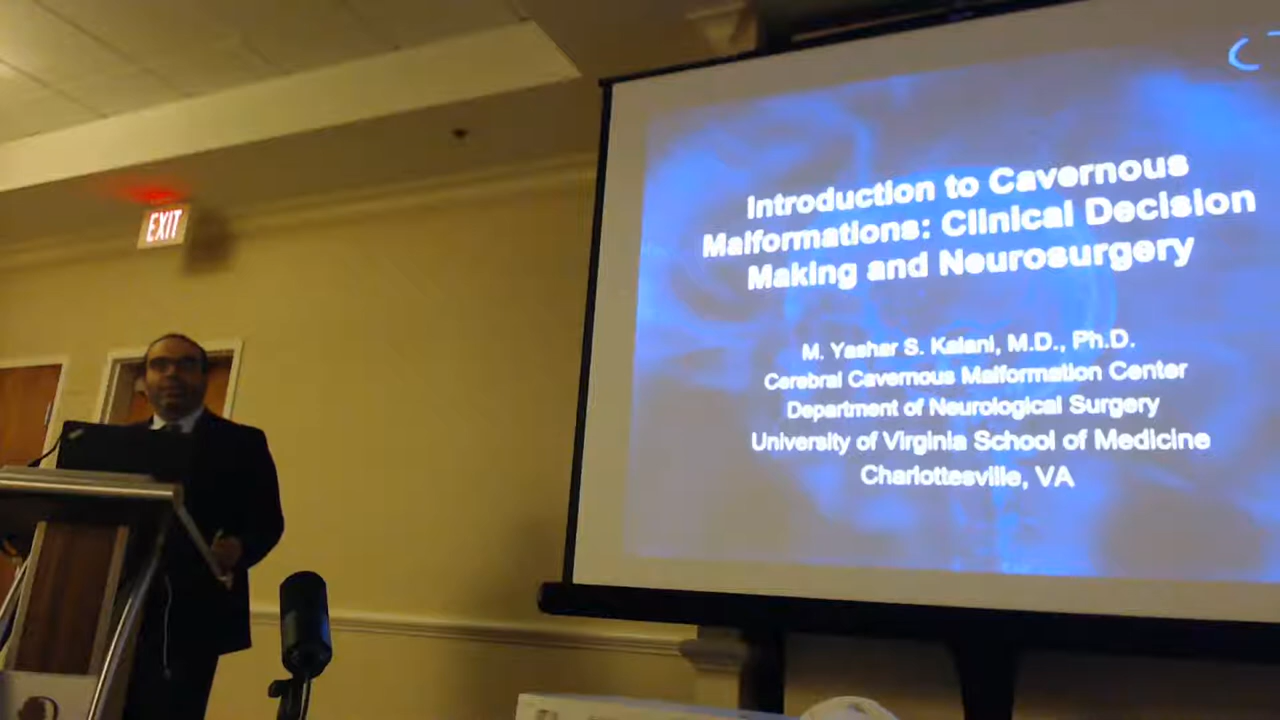 EXIT
Introduction to Cavernous
Malformations: Clinical Decision
Making and Neurosurgery
M. Yashar S. Kalani, M.D., Ph.D.
Cerebral Cavernous Malformation Center
Department of Neurological Surgery
University of Virginia School of Medicine
Charlottesville, VA